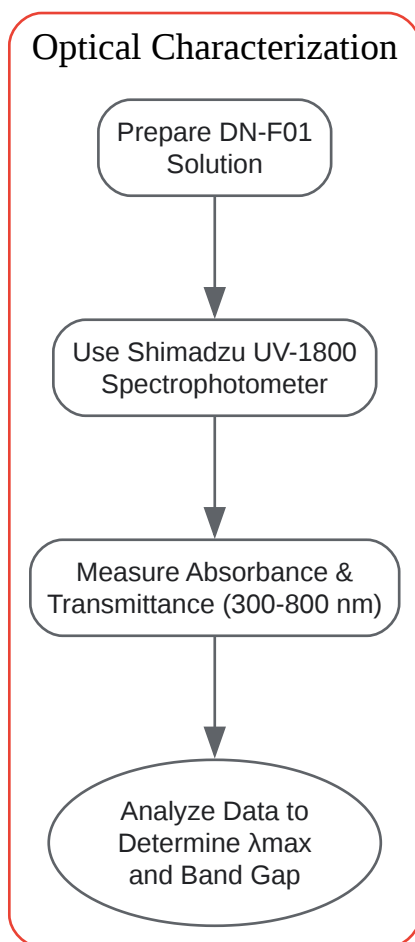 Optical Characterization
Prepare DN-F01
Solution
Use Shimadzu UV-1800
Spectrophotometer
Measure Absorbance &
Transmittance (300-800 nm)
Analyze Data to
Determine λmax
and Band Gap